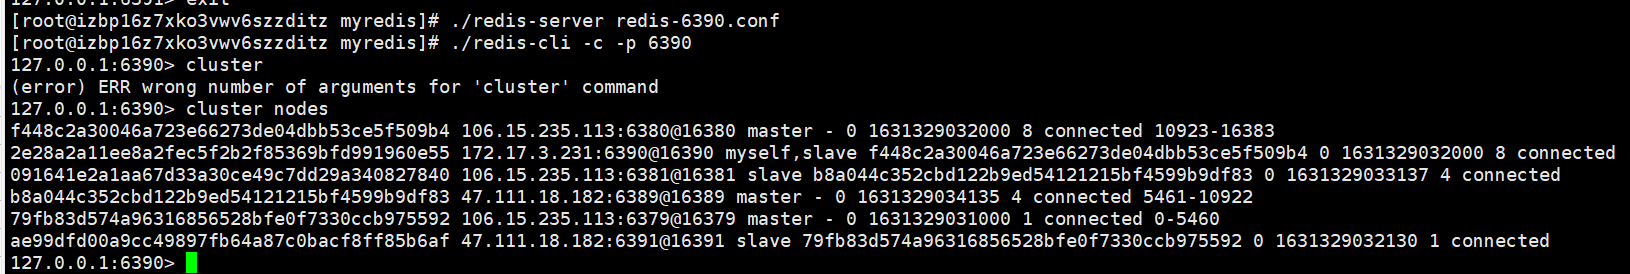 127.0.0.1:6391> exit
[root@izbp16z7xko3vwv6szzditz myredis]# ./redis-server redis-6390.conf
[root@izbp16z7xko3vwv6szzditz myredis]# ./redis-cli -c -p 6390
127.0.0.1:6390> cluster
(error) ERR wrong number of arguments for 'cluster' command
127.0.0.1:6390> cluster nodes
f448c2a30046a723e66273de04dbb53ce5f509b4 106.15.235.113:6380@16380 master - 0 1631329032000 8 connected 10923-16383
2e28a2a11ee8a2fec5f2b2f85369bfd991960e55 172.17.3.231:6390@16390 myself,slave f448c2a30046a723e66273de04dbb53ce5f509b4 0 1631329032000 8 connected
091641e2a1aa67d33a30ce49c7dd29a340827840 106.15.235.113:6381@16381 slave b8a044c352cbd122b9ed54121215bf4599b9df83 0 1631329033137 4 connected
b8a044c352cbd122b9ed54121215bf4599b9df83 47.111.18.182:6389@16389 master - 0 1631329034135 4 connected 5461-10922
79fb83d574a96316856528bfe0f7330ccb975592 106.15.235.113:6379@16379 master - 0 1631329031000 1 connected 0-5460
ae99dfd00a9cc49897fb64a87c0bacf8ff85b6af 47.111.18.182:6391@16391 slave 79fb83d574a96316856528bfe0f7330ccb975592 0 1631329032130 1 connected
127.0.0.1:6390>